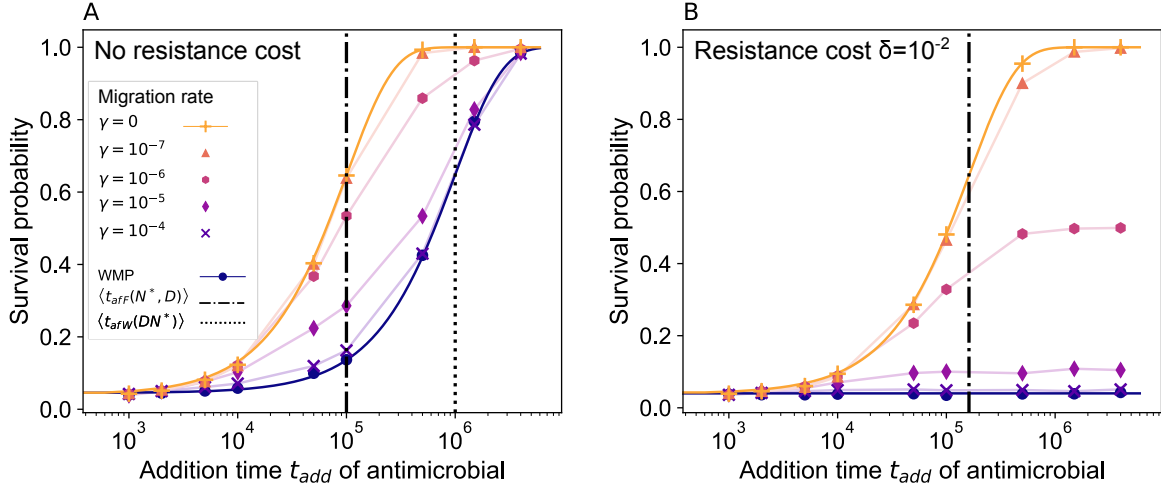 A
No resistance cost
Migration rate
γ = 0
γ = 10⁻⁷
γ = 10⁻⁶
γ = 10⁻⁵
γ = 10⁻⁴
WMP
⟨t_afF(N*, D)⟩
⟨t_afW(DN*)⟩
Survival probability
1.0
0.8
0.6
0.4
0.2
0.0
10³
10⁴
10⁵
10⁶
Addition time t_add of antimicrobial
B
Resistance cost δ=10⁻²
Survival probability
1.0
0.8
0.6
0.4
0.2
0.0
10³
10⁴
10⁵
10⁶
Addition time t_add of antimicrobial